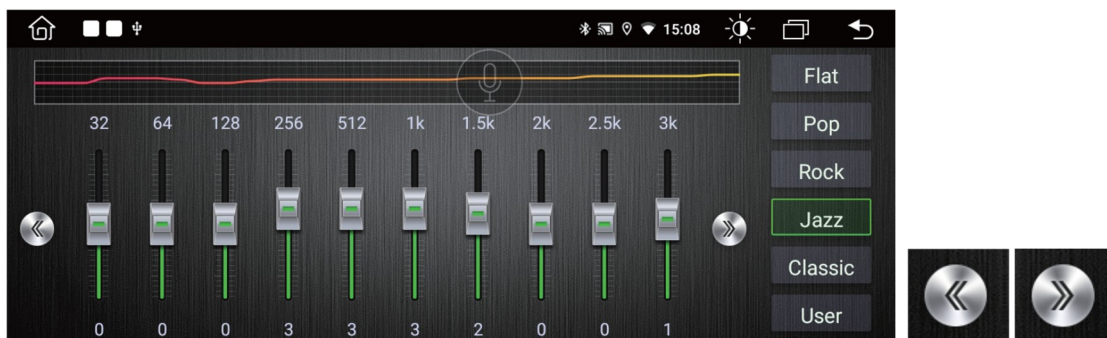 15:08
32 64 128 256 512 1k 1.5k 2k 2.5k 3k
Flat
Pop
Rock
Jazz
Classic
User
0 0 0 3 3 3 2 0 0 1